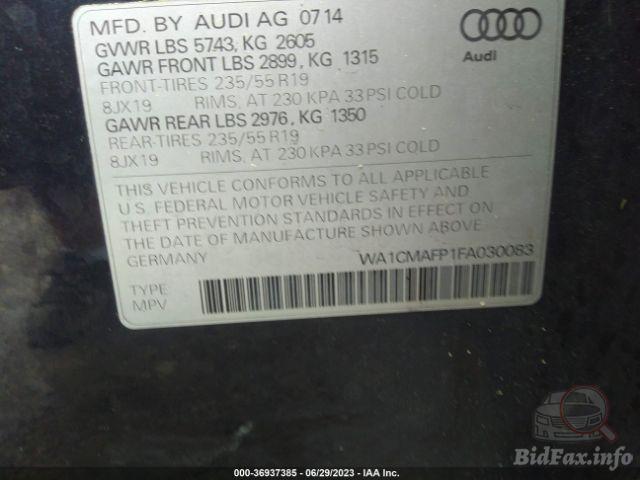 MFD. BY AUDI AG 07 14
GVWR LBS 5743, KG 2605
GAWR FRONT LBS 2899, KG 1315
FRONT-TIRES 235/55 R19
8JX19 RIMS, AT 230 KPA 33 PSI COLD
GAWR REAR LBS 2976, KG 1350
REAR-TIRES 235/55 R19
8JX19 RIMS, AT 230 KPA 33 PSI COLD
Audi
THIS VEHICLE CONFORMS TO ALL APPLICABLE
U.S. FEDERAL MOTOR VEHICLE SAFETY AND
THEFT PREVENTION STANDARDS IN EFFECT ON
THE DATE OF MANUFACTURE SHOWN ABOVE
GERMANY WA1CMAFP1FA030083
TYPE
MPV
BidFax.info
000-36937385 - 06/29/2023 - IAA Inc.